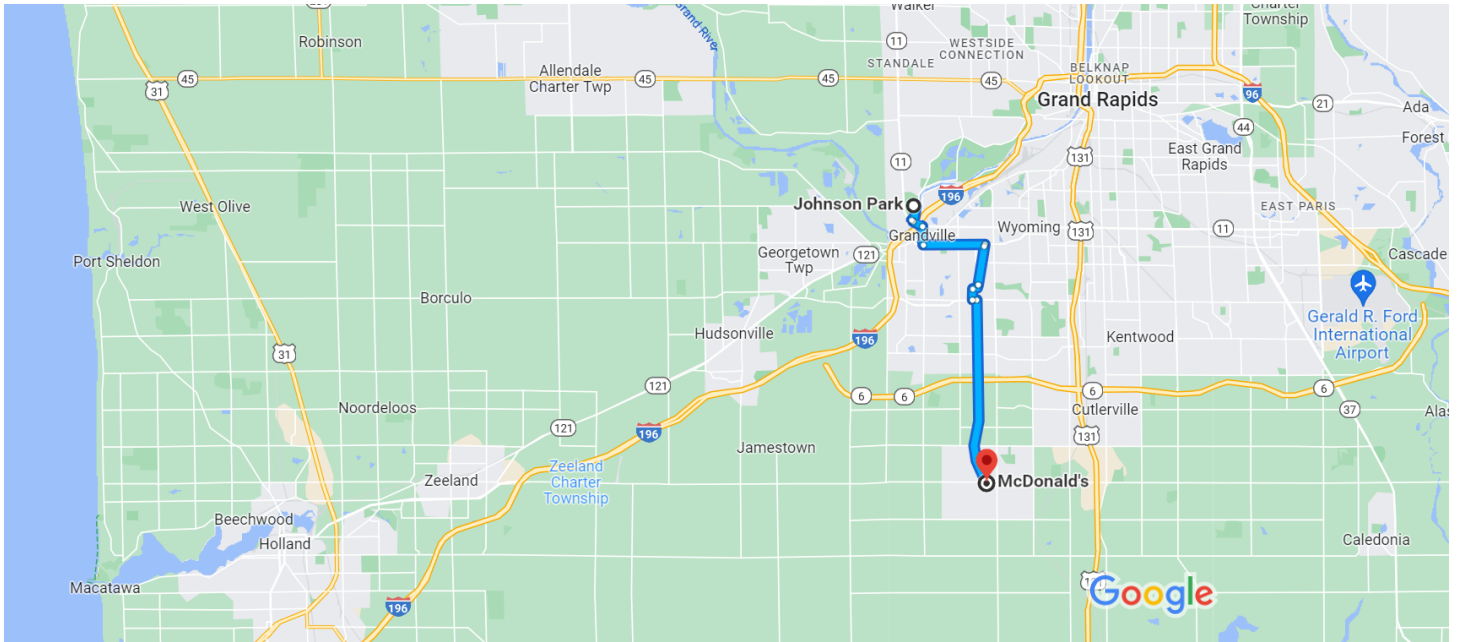 Walker
Charter
Township
Robinson
Grand River
11
WESTSIDE
CONNECTION
STANDALE
BELKNAP
LOOKOUT
Allendale
Charter Twp
45
31
45
45
45
Grand Rapids
96
21
Ada
44
Forest
131
East Grand
Rapids
11
196
Johnson Park
West Olive
EAST PARIS
Grandville
Wyoming
131
11
Georgetown
Twp
121
Cascade
Port Sheldon
Borculo
Gerald R. Ford
International
Airport
Hudsonville
196
Kentwood
31
121
6
6
6
6
37
Noordeloos
Cutlerville
121
196
131
Jamestown
Zeeland
Zeeland
Charter
Township
McDonald's
Beechwood
Holland
Caledonia
Macatawa
196
Google